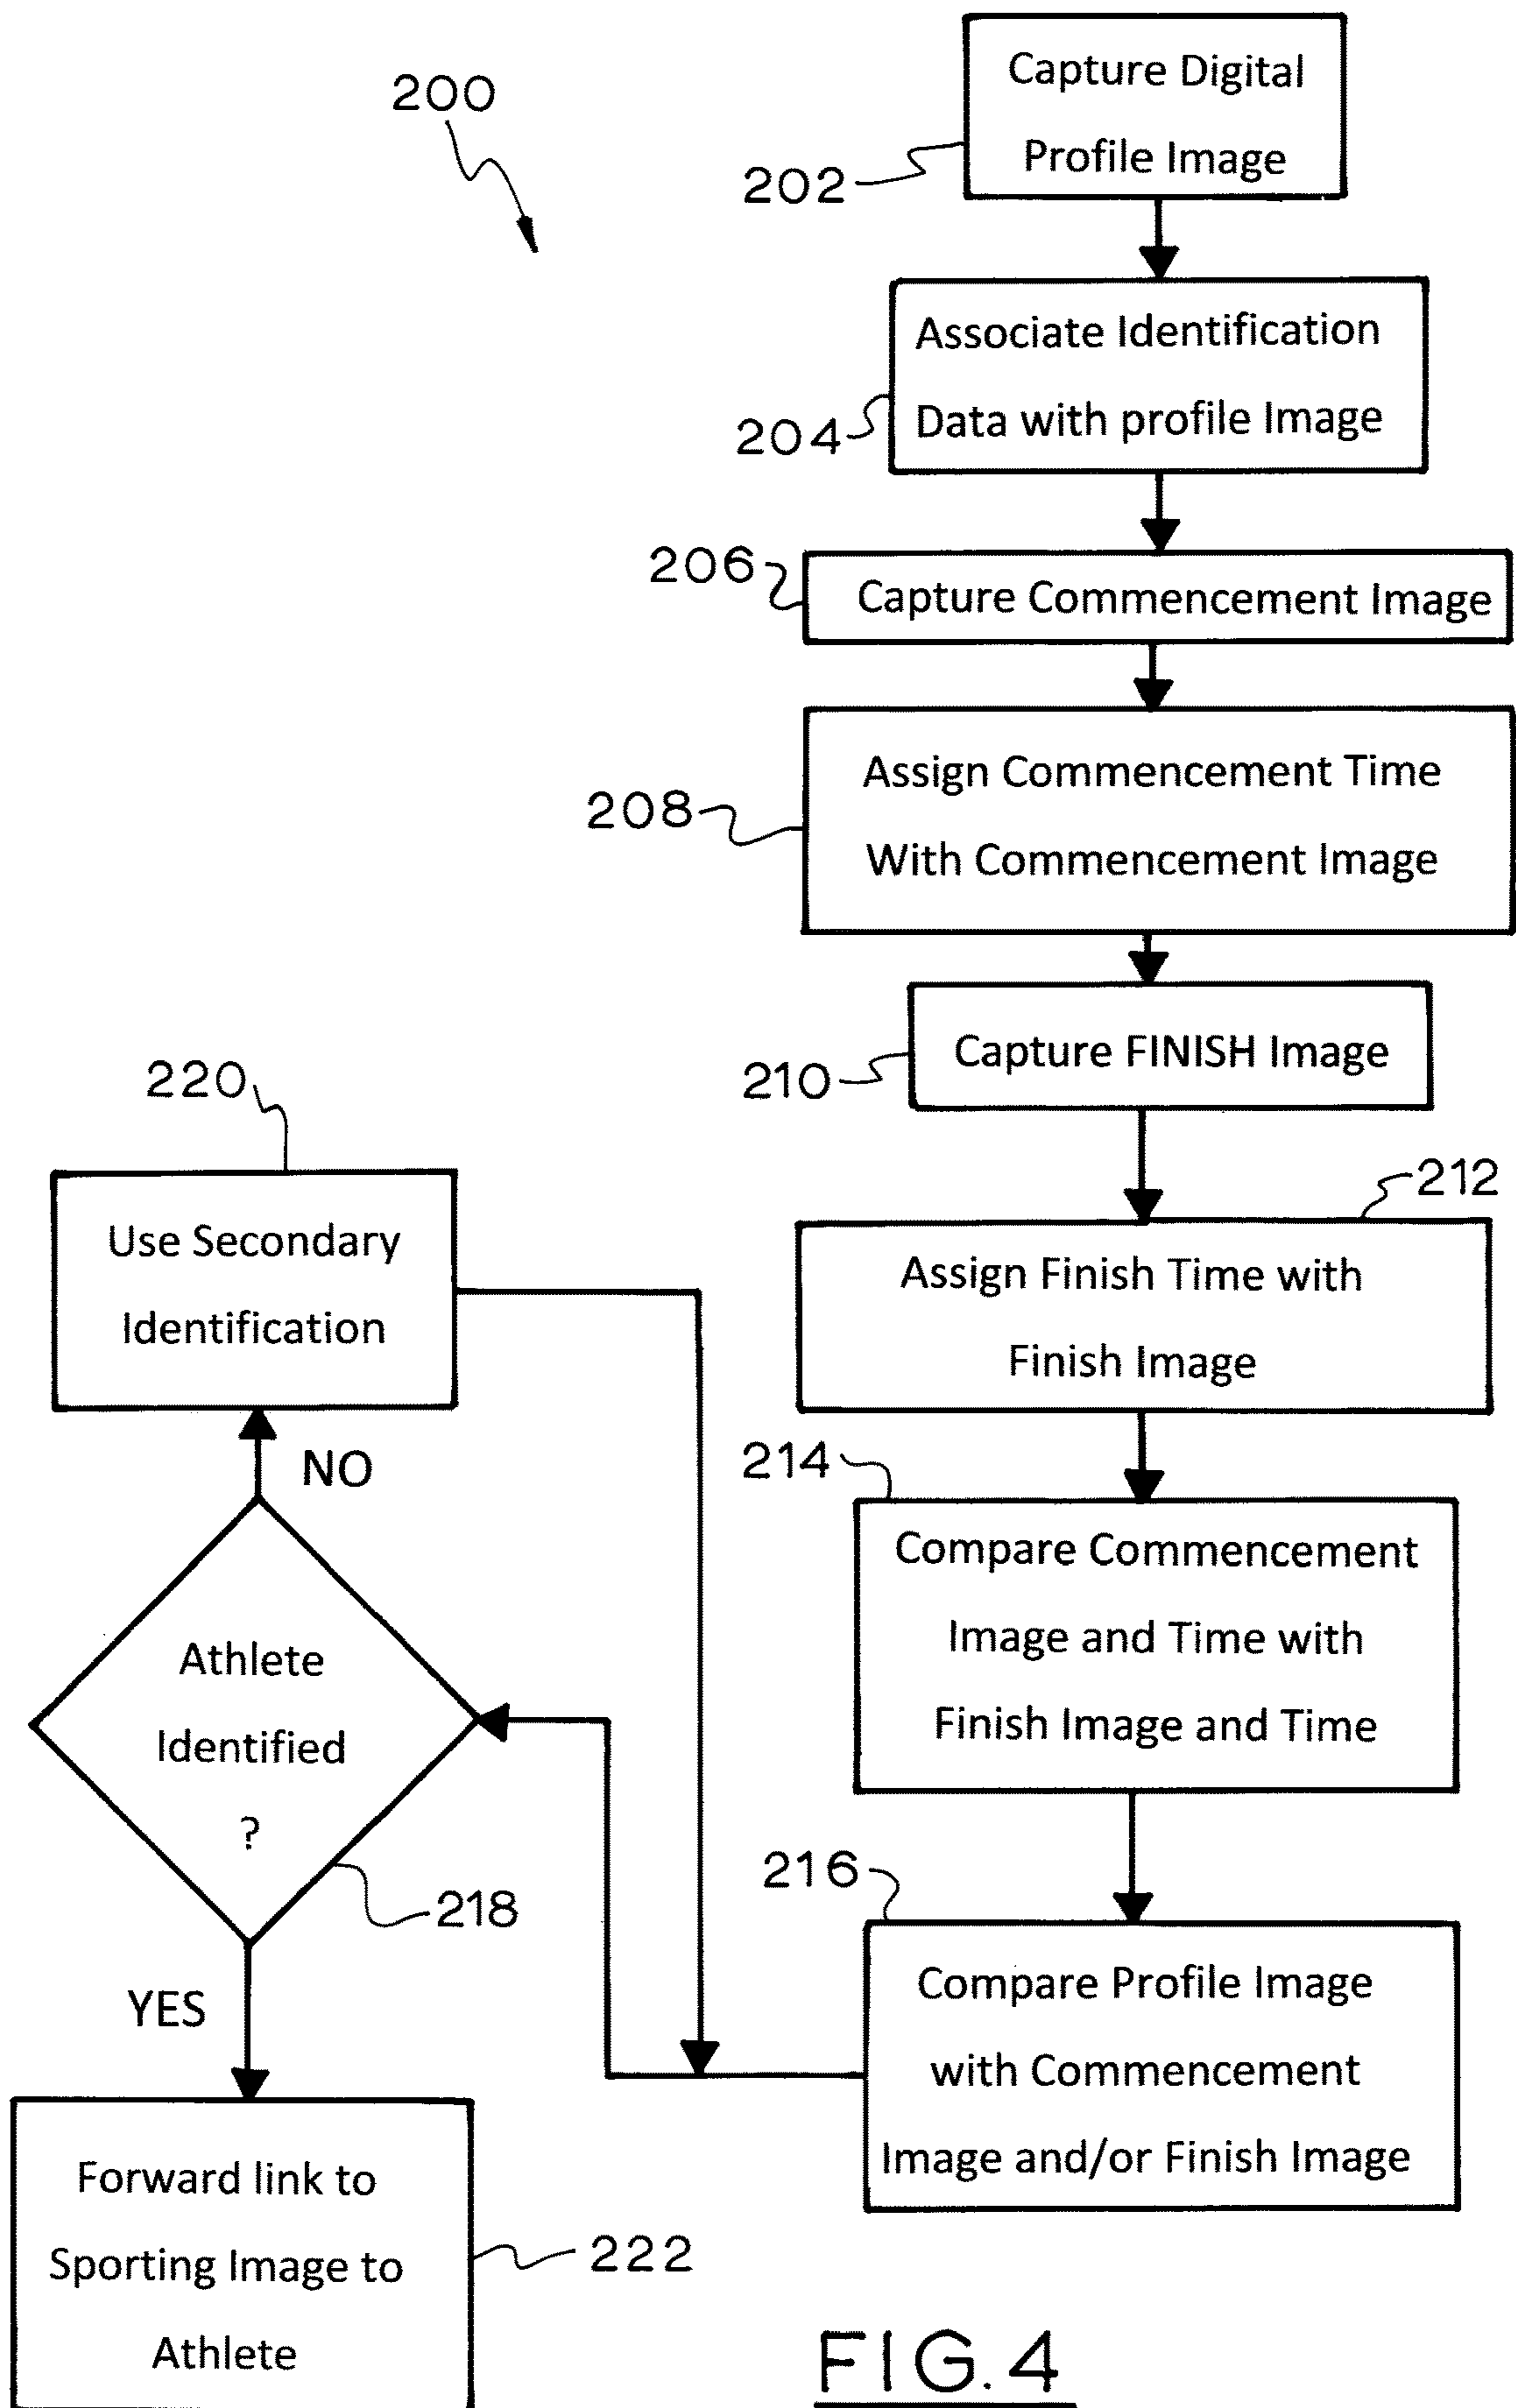 200
Capture Digital
Profile Image
202
Associate Identification
Data with profile Image
204
206
Capture Commencement Image
Assign Commencement Time
With Commencement Image
208
Capture FINISH Image
210
212
Assign Finish Time with
Finish Image
214
Compare Commencement
Image and Time with
Finish Image and Time
216
Compare Profile Image
with Commencement
Image and/or Finish Image
220
Use Secondary
Identification
NO
Athlete
Identified
?
218
YES
Forward link to
Sporting Image to
Athlete
222
FIG.4